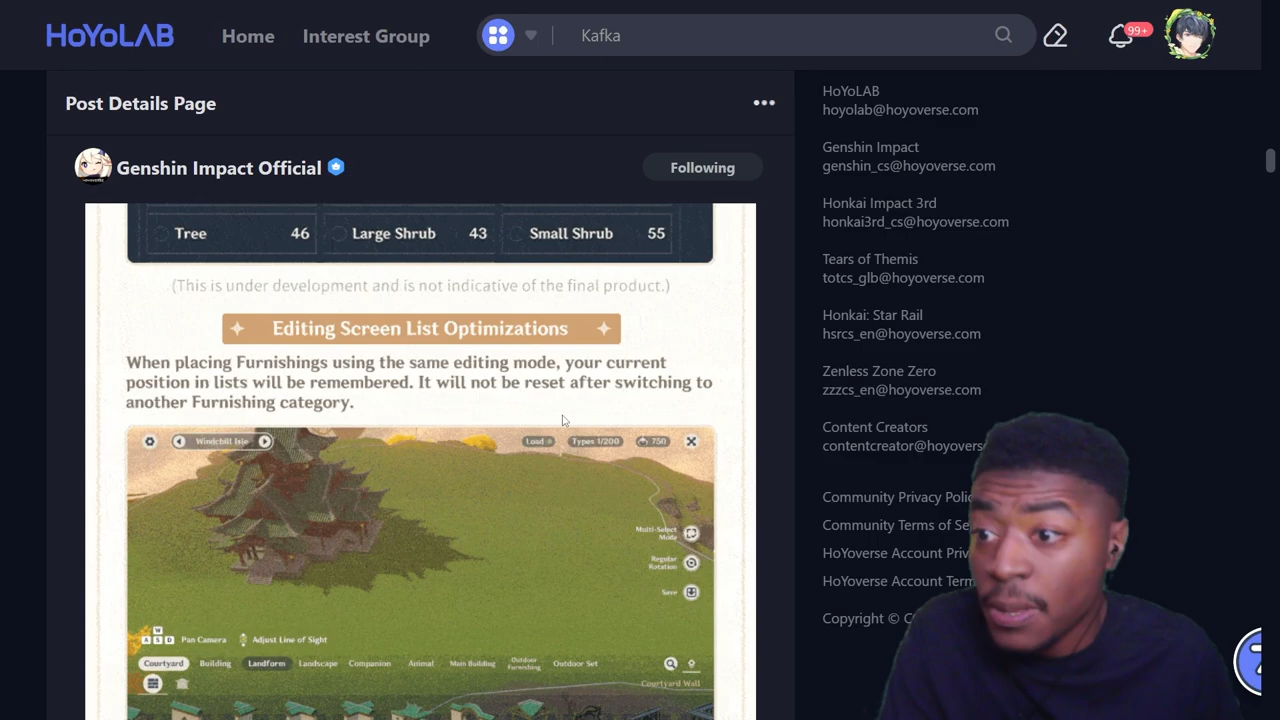 HoYoLAB
Home
Interest Group
Kafka
99+
Post Details Page
Genshin Impact Official
Following
Tree 46 Large Shrub 43 Small Shrub 55
(This is under development and is not indicative of the final product.)
Editing Screen List Optimizations
When placing Furnishings using the same editing mode, your current
position in lists will be remembered. It will not be reset after switching to
another Furnishing category.
Windchill Isle
Load
Types 1/200
750
Multi-Select
Mode
Regular
Rotation
Save
W
A S D Pan Camera
Adjust Line of Sight
Courtyard Building Landform Landscape Companion Animal Main Building Outdoor Furnishing Outdoor Set
Courtyard Wall
HoYoLAB
hoyolab@hoyoverse.com
Genshin Impact
genshin_cs@hoyoverse.com
Honkai Impact 3rd
honkai3rd_cs@hoyoverse.com
Tears of Themis
totcs_glb@hoyoverse.com
Honkai: Star Rail
hsrcs_en@hoyoverse.com
Zenless Zone Zero
zzzcs_en@hoyoverse.com
Content Creators
contentcreator@hoyovers
Community Privacy Polic
Community Terms of Se
HoYoverse Account Priv
HoYoverse Account Term
Copyright © C